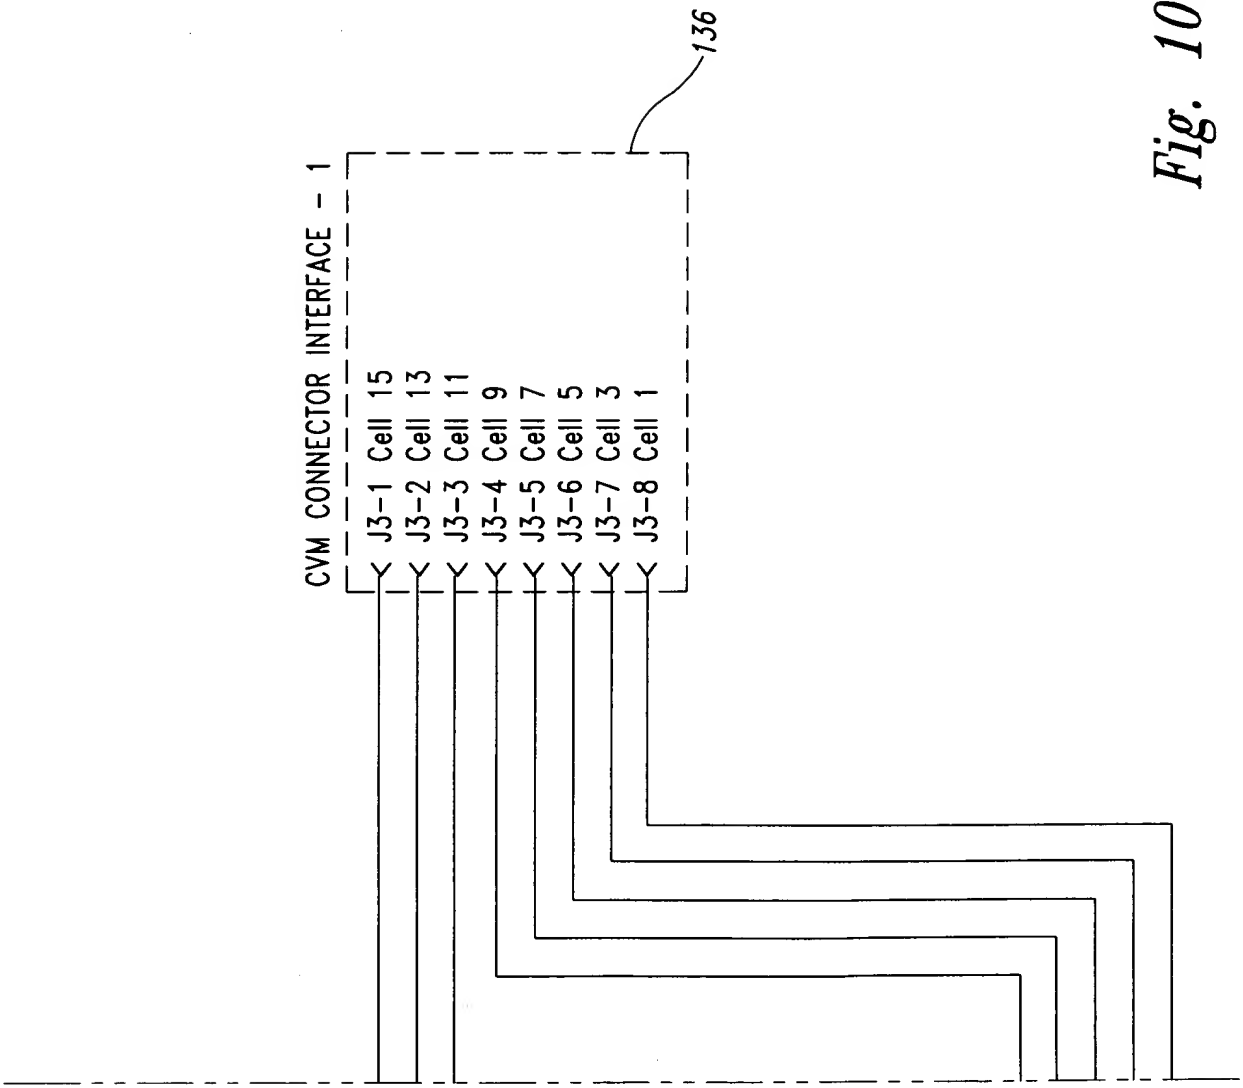 CVM CONNECTOR INTERFACE - 1
J3-1 Cell 15
J3-2 Cell 13
J3-3 Cell 11
J3-4 Cell 9
J3-5 Cell 7
J3-6 Cell 5
J3-7 Cell 3
J3-8 Cell 1
136
Fig. 10